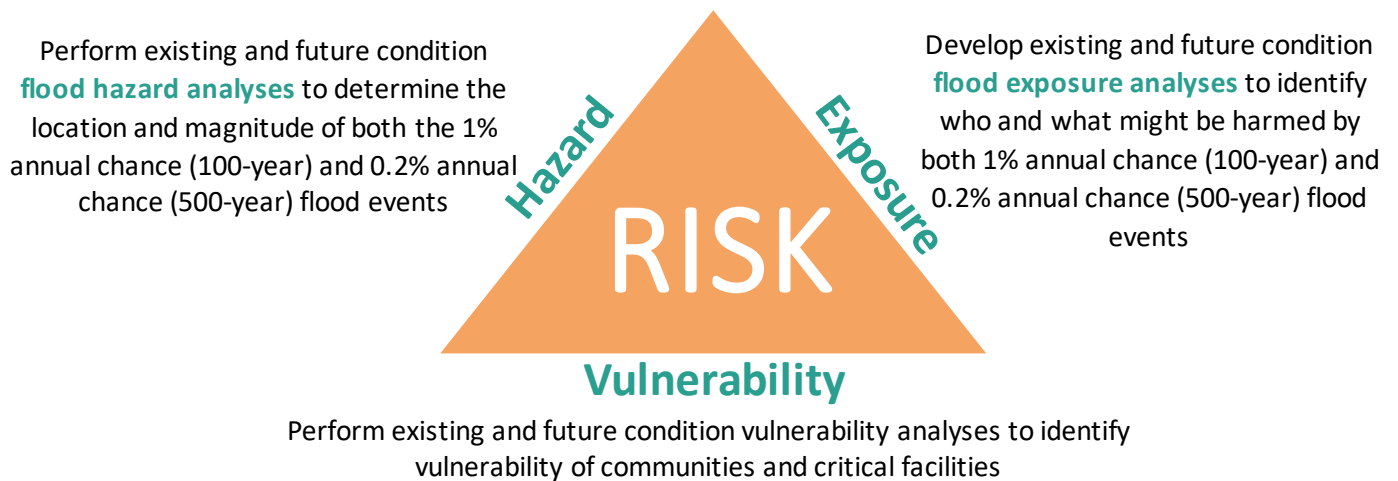 Perform existing and future condition
flood hazard analyses to determine the
location and magnitude of both the 1%
annual chance (100-year) and 0.2% annual
chance (500-year) flood events
Hazard
RISK
Exposure
Develop existing and future condition
flood exposure analyses to identify
who and what might be harmed by
both 1% annual chance (100-year) and
0.2% annual chance (500-year) flood
events
Vulnerability
Perform existing and future condition vulnerability analyses to identify
vulnerability of communities and critical facilities